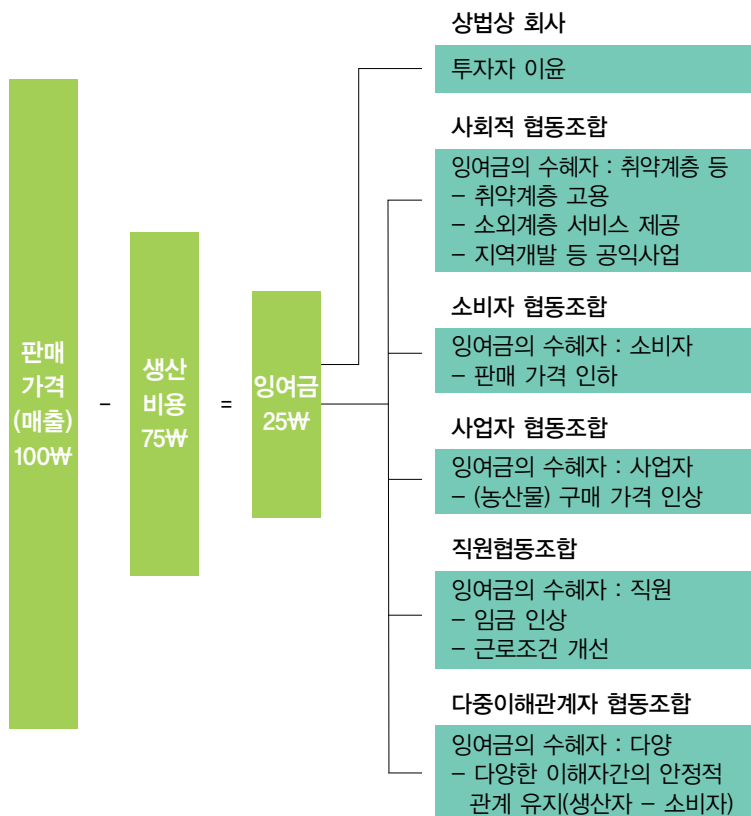 판매
가격
(매출)
100₩
–
생산
비용
75₩
=
잉여금
25₩
상법상 회사
투자자 이윤
사회적 협동조합
잉여금의 수혜자 : 취약계층 등
– 취약계층 고용
– 소외계층 서비스 제공
– 지역개발 등 공익사업
소비자 협동조합
잉여금의 수혜자 : 소비자
– 판매 가격 인하
사업자 협동조합
잉여금의 수혜자 : 사업자
– (농산물) 구매 가격 인상
직원협동조합
잉여금의 수혜자 : 직원
– 임금 인상
– 근로조건 개선
다중이해관계자 협동조합
잉여금의 수혜자 : 다양
– 다양한 이해자간의 안정적
관계 유지(생산자 – 소비자)